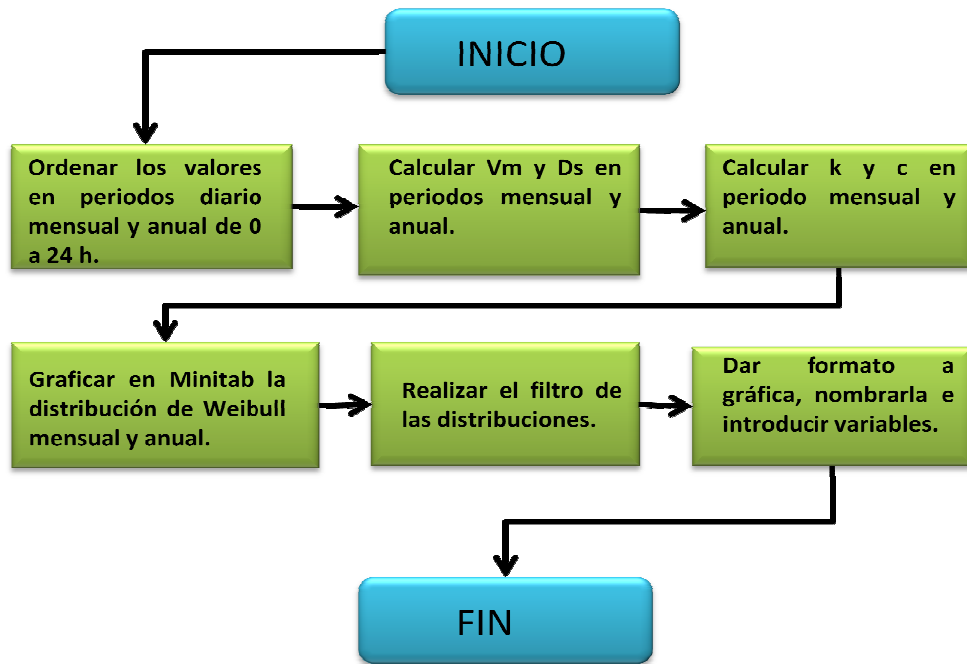 INICIO
Ordenar los valores
en periodos diario
mensual y anual de 0
a 24 h.
Calcular Vm y Ds en
periodos mensual y
anual.
Calcular k y c en
periodo mensual y
anual.
Graficar en Minitab la
distribución de Weibull
mensual y anual.
Realizar el filtro de
las distribuciones.
Dar formato a
gráfica, nombrarla e
introducir variables.
FIN